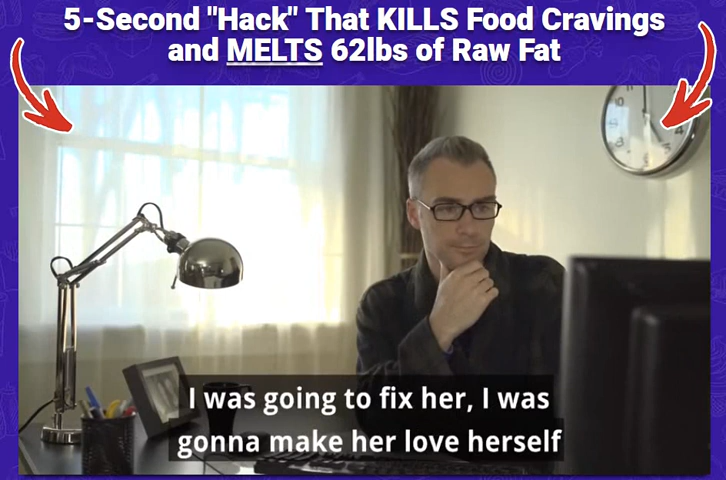 5-Second "Hack" That KILLS Food Cravings
and MELTS 62lbs of Raw Fat
I was going to fix her, I was
gonna make her love herself